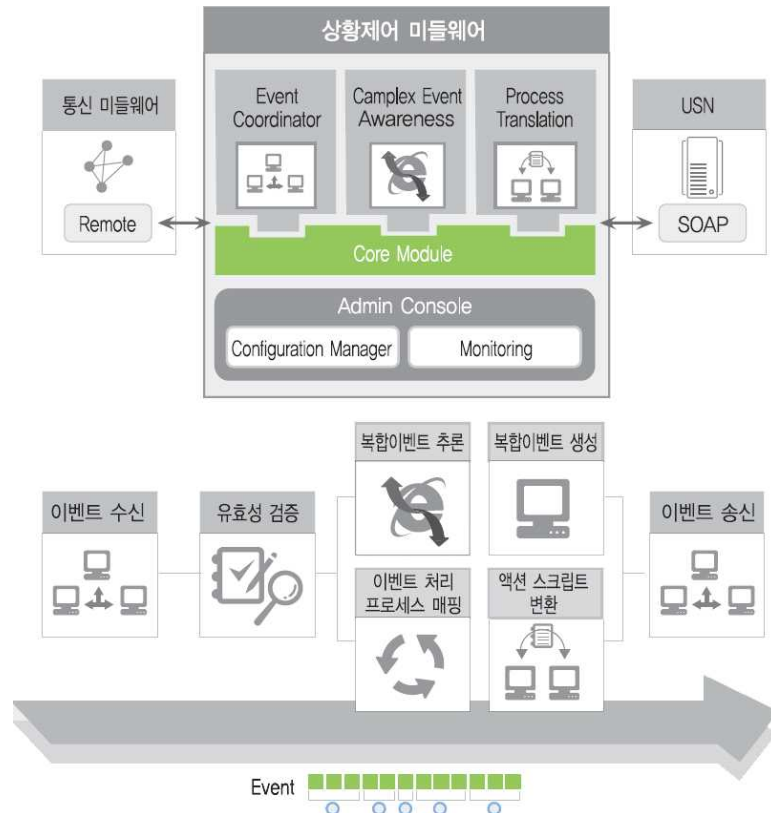 상황제어 미들웨어
통신 미들웨어
Remote
Event
Coordinator
Camplex Event
Awareness
Process
Translation
USN
SOAP
Core Module
Admin Console
Configuration Manager
Monitoring
이벤트 수신
유효성 검증
복합이벤트 추론
복합이벤트 생성
이벤트 처리
프로세스 매핑
액션 스크립트
변환
이벤트 송신
Event